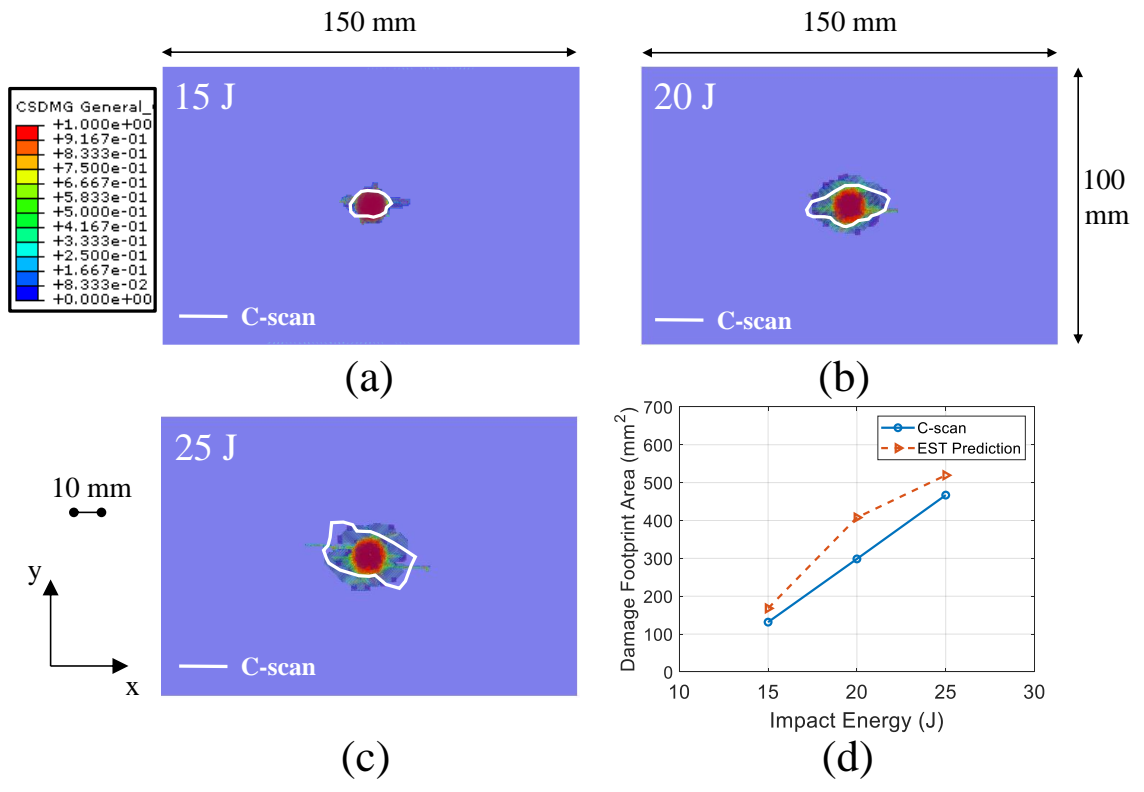 150 mm
150 mm
CSDMG General_
+1.000e+00
+9.167e-01
+8.333e-01
+7.500e-01
+6.667e-01
+5.833e-01
+5.000e-01
+4.167e-01
+3.333e-01
+2.500e-01
+1.667e-01
+8.333e-02
+0.000e+00
15 J
C-scan
(a)
20 J
C-scan
100
mm
(b)
25 J
C-scan
10 mm
y
x
(c)
700
600
500
400
300
200
100
0
10
15
20
25
30
Damage Footprint Area (mm²)
Impact Energy (J)
C-scan
EST Prediction
(d)